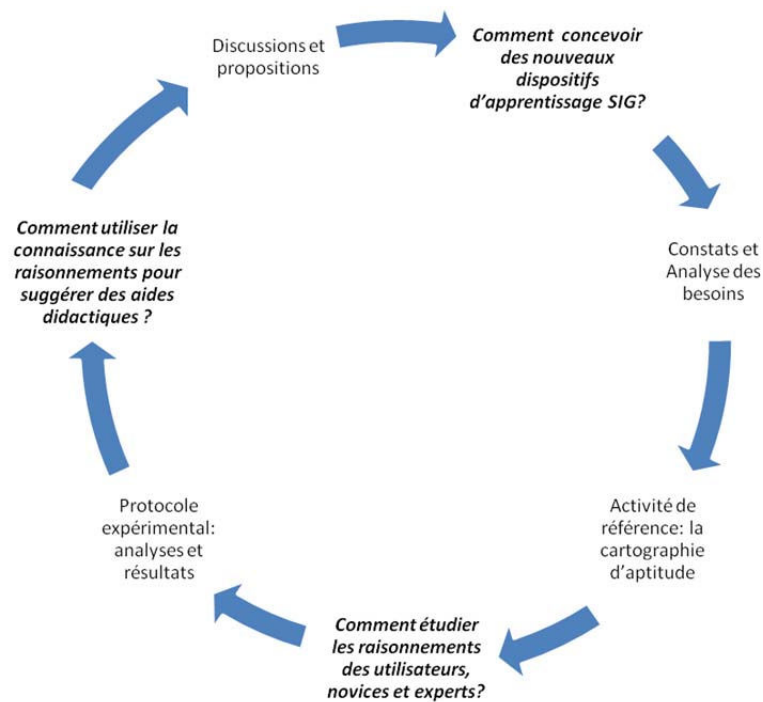 Discussions et
propositions
Comment concevoir
des nouveaux
dispositifs
d'apprentissage SIG?
Constats et
Analyse des
besoins
Activité de
référence: la
cartographie
d'aptitude
Comment étudier
les raisonnements
des utilisateurs,
novices et experts?
Protocole
expérimental:
analyses et
résultats
Comment utiliser la
connaissance sur les
raisonnements pour
suggérer des aides
didactiques ?